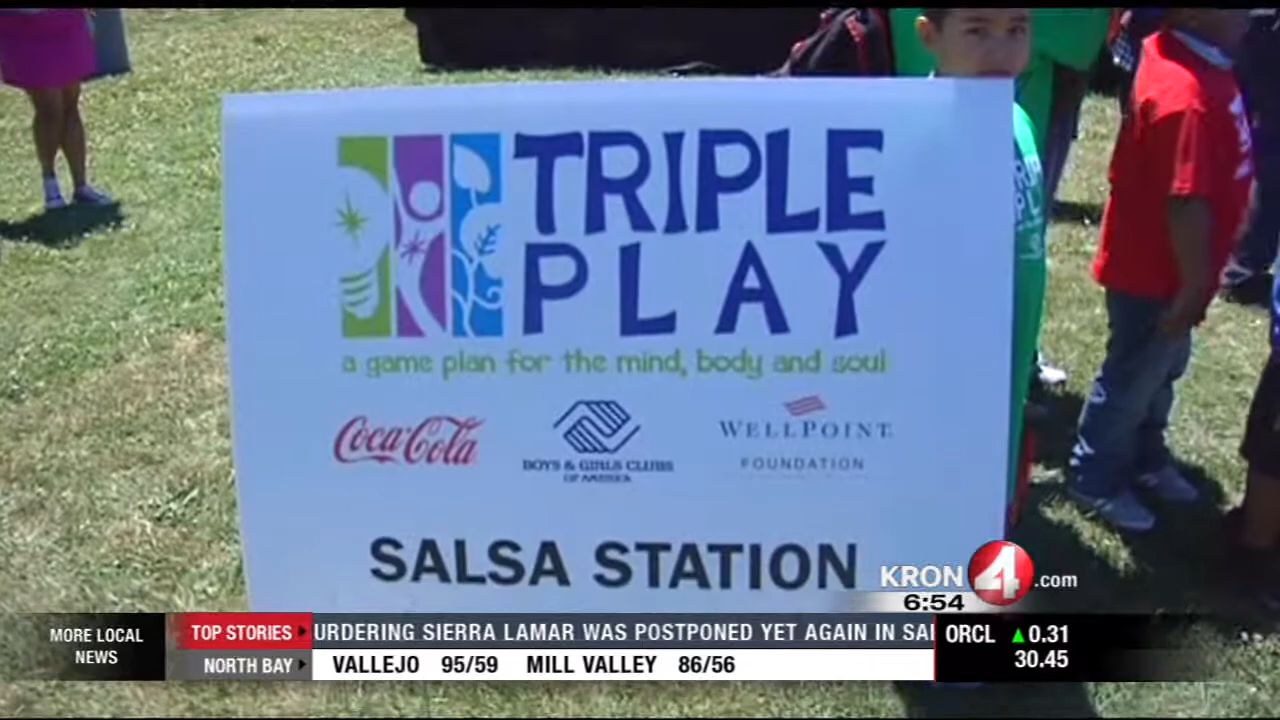 TRIPLE
PLAY
a game plan for the mind, body and soul
Coca-Cola
BOYS & GIRLS CLUBS
OF AMERICA
WELLPOINT
FOUNDATION
SALSA STATION
KRON 4 .com
6:54
MORE LOCAL
NEWS
TOP STORIES
URDERING SIERRA LAMAR WAS POSTPONED YET AGAIN IN SA
NORTH BAY
VALLEJO 95/59 MILL VALLEY 86/56
ORCL ▲0.31
30.45